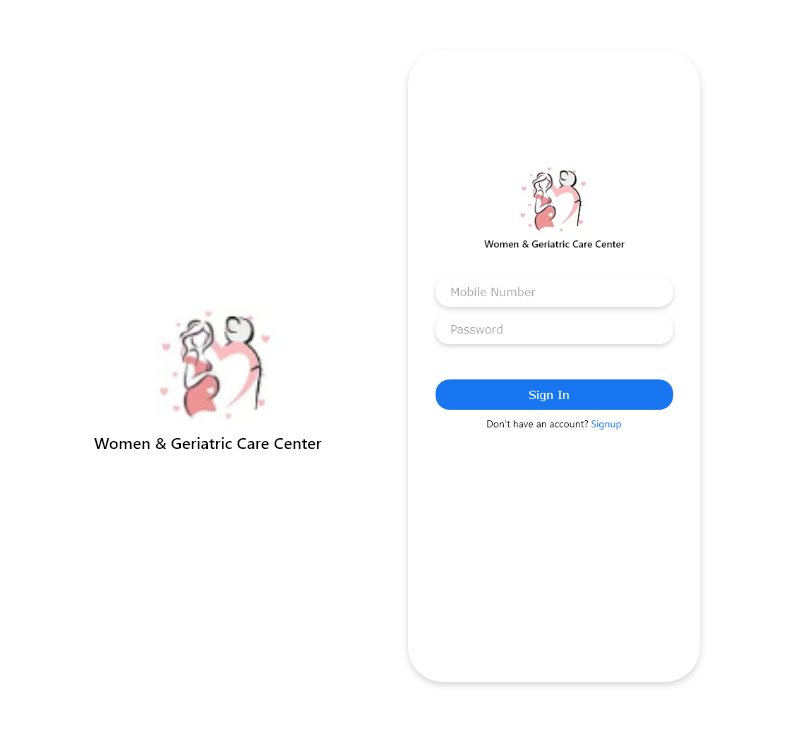 Women & Geriatric Care Center
Women & Geriatric Care Center
Mobile Number
Password
Sign In
Don't have an account? Signup